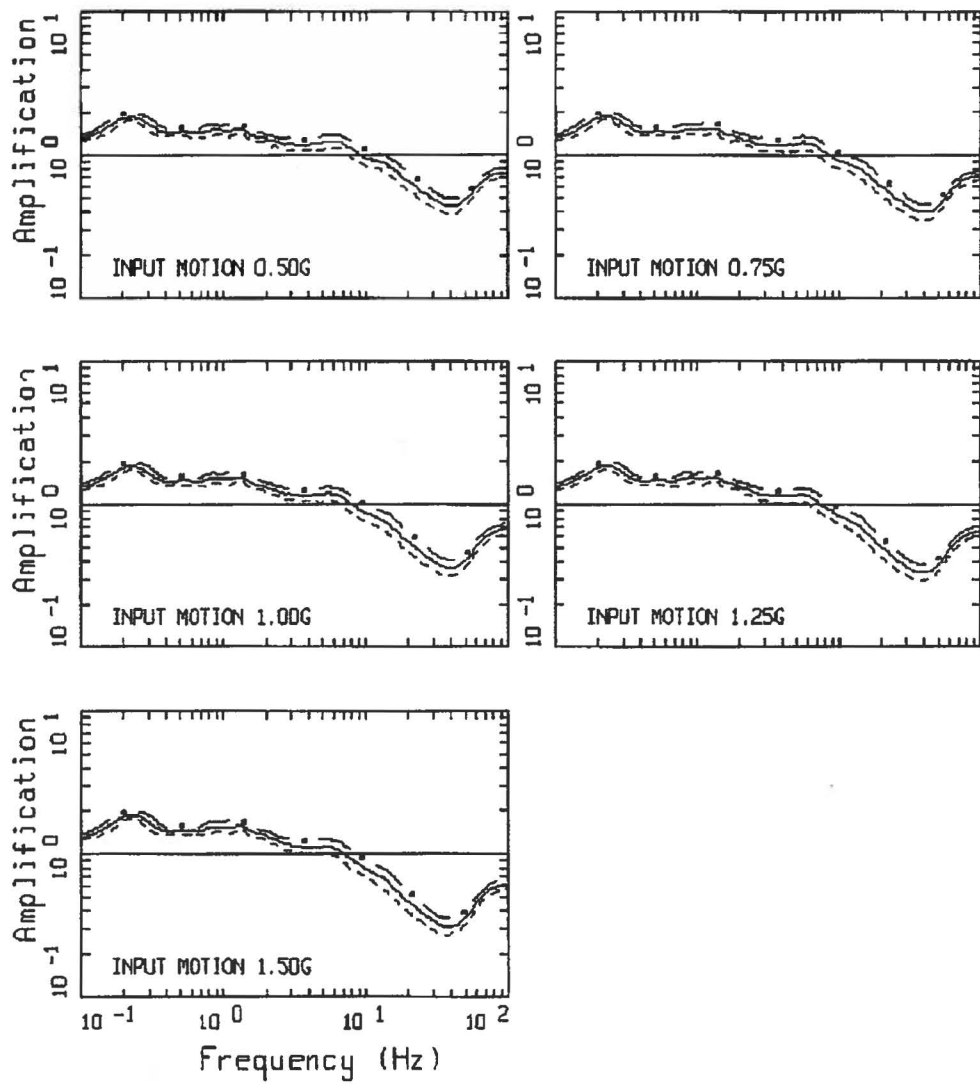 Amplification
10 1
10 0
10 -1
INPUT MOTION 0.50G
10 1
10 0
10 -1
INPUT MOTION 0.75G
Amplification
10 1
10 0
10 -1
INPUT MOTION 1.00G
10 1
10 0
10 -1
INPUT MOTION 1.25G
Amplification
10 1
10 0
10 -1
INPUT MOTION 1.50G
10 -1 10 0 10 1 10 2
Frequency (Hz)